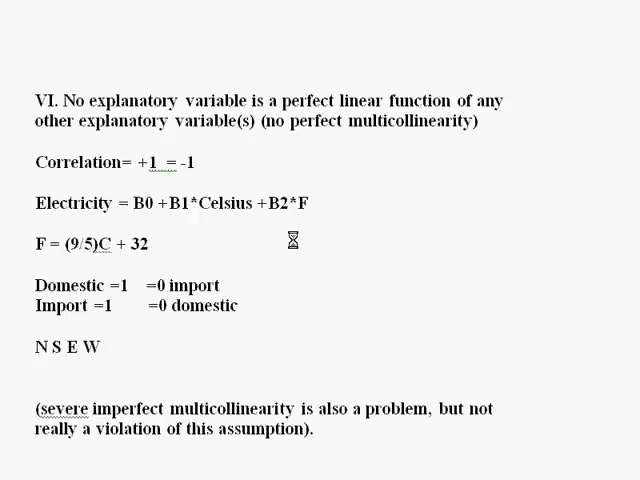 VI. No explanatory variable is a perfect linear function of any
other explanatory variable(s) (no perfect multicollinearity)
Correlation= +1 = -1
Electricity = B0 +B1*Celsius +B2*F
F = (9/5)C + 32
Domestic =1 =0 import
Import =1 =0 domestic
N S E W
(severe imperfect multicollinearity is also a problem, but not
really a violation of this assumption).